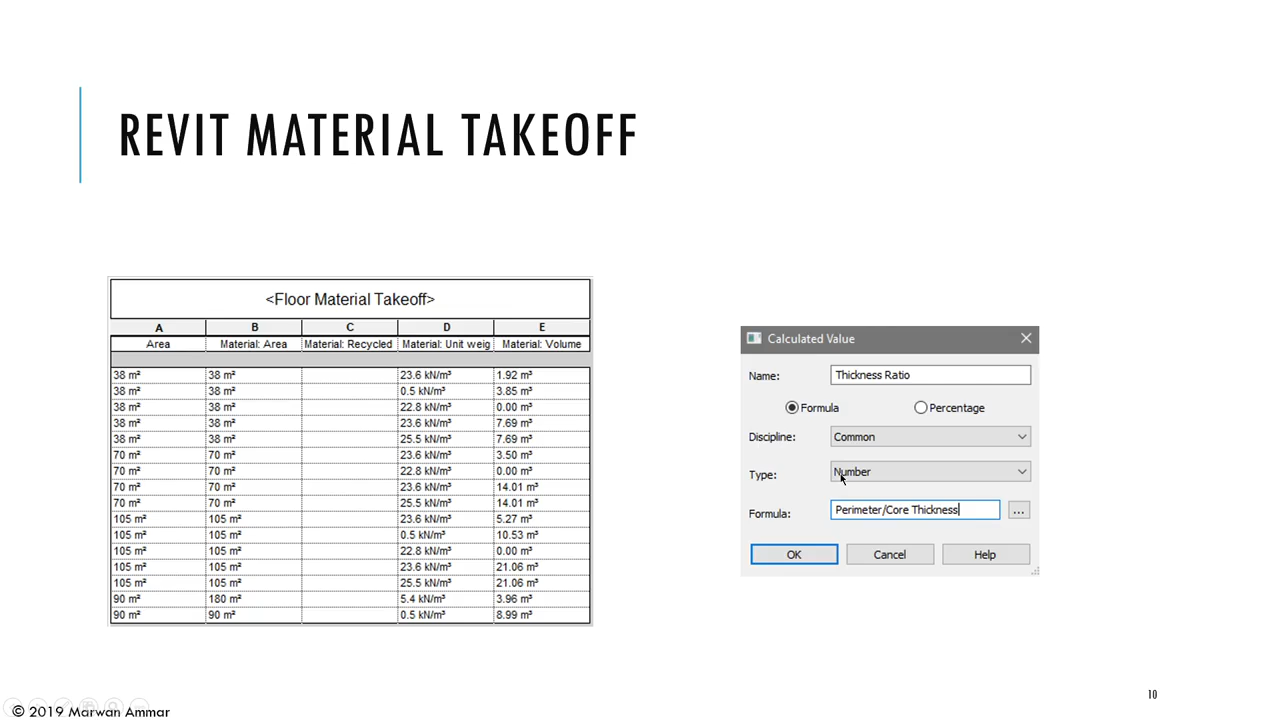 REVIT MATERIAL TAKEOFF
<Floor Material Takeoff>
A B C D E
Area Material: Area Material: Recycled Material: Unit weig Material: Volume
38 m² 38 m² 23.6 kN/m³ 1.92 m³
38 m² 38 m² 0.5 kN/m³ 3.85 m³
38 m² 38 m² 22.8 kN/m³ 0.00 m³
38 m² 38 m² 23.6 kN/m³ 7.69 m³
38 m² 38 m² 25.5 kN/m³ 7.69 m³
70 m² 70 m² 23.6 kN/m³ 3.50 m³
70 m² 70 m² 22.8 kN/m³ 0.00 m³
70 m² 70 m² 23.6 kN/m³ 14.01 m³
70 m² 70 m² 25.5 kN/m³ 14.01 m³
105 m² 105 m² 23.6 kN/m³ 5.27 m³
105 m² 105 m² 0.5 kN/m³ 10.53 m³
105 m² 105 m² 22.8 kN/m³ 0.00 m³
105 m² 105 m² 23.6 kN/m³ 21.06 m³
105 m² 105 m² 25.5 kN/m³ 21.06 m³
90 m² 180 m² 5.4 kN/m³ 3.96 m³
90 m² 90 m² 0.5 kN/m³ 8.99 m³
Calculated Value
Name: Thickness Ratio
Formula Percentage
Discipline: Common
Type: Number
Formula: Perimeter/Core Thickness ...
OK Cancel Help
10
© 2019 Marwan Ammar